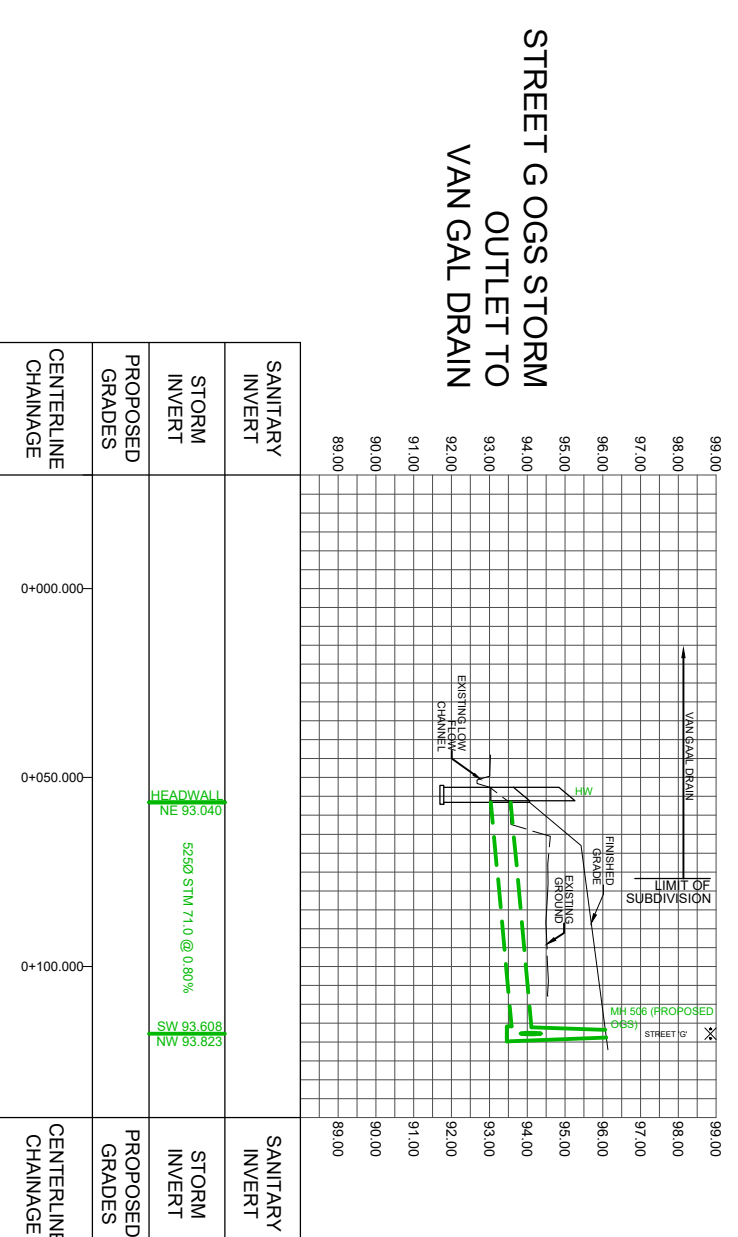 STREET G OGS STORM
OUTLET TO
VAN GAL DRAIN
99.00
98.00
97.00
96.00
95.00
94.00
93.00
92.00
91.00
90.00
89.00
99.00
98.00
97.00
96.00
95.00
94.00
93.00
92.00
91.00
90.00
89.00
VAN GAAL DRAIN
LIMIT OF
SUBDIVISION
STREET 'G'
MH 506 (PROPOSED
OGS)
FINISHED
GRADE
HW
EXISTING
GROUND
EXISTING LOW
FLOW
CHANNEL
SANITARY
INVERT
SANITARY
INVERT
STORM
INVERT
HEADWALL
NE 93.040
525Ø STM 71.0 @ 0.80%
SW 93.608
NW 93.823
STORM
INVERT
PROPOSED
GRADES
PROPOSED
GRADES
CENTERLINE
CHAINAGE
0+000.000
0+050.000
0+100.000
CENTERLINE
CHAINAGE